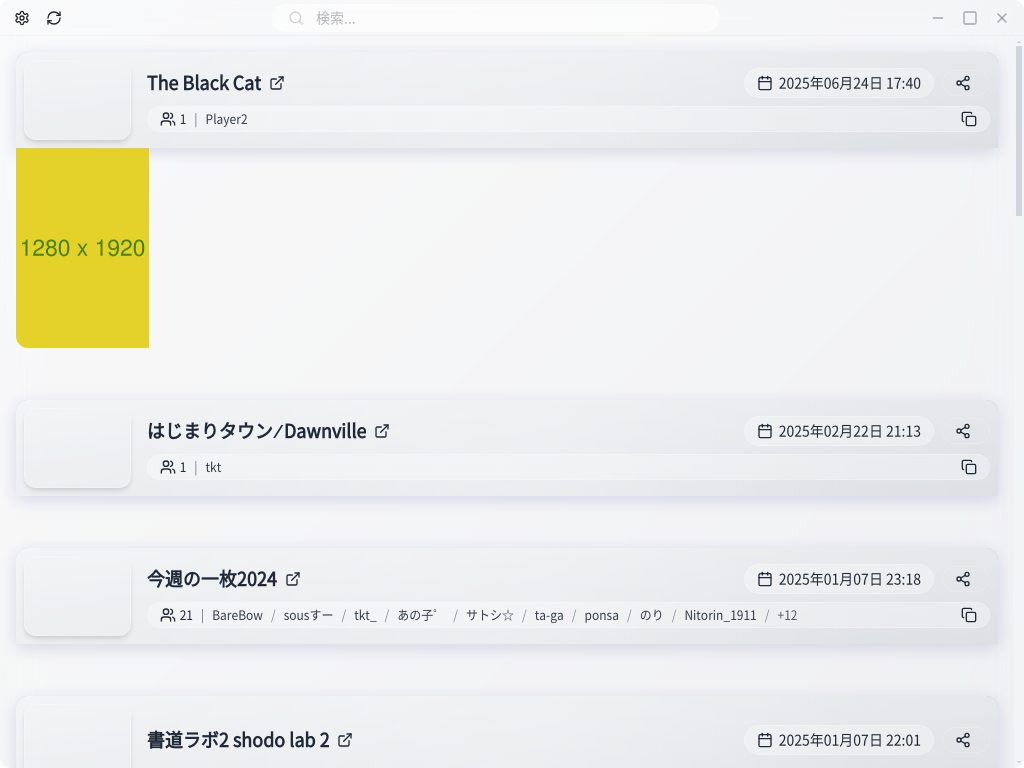 検索...
The Black Cat
2025年06月24日 17:40
1 | Player2
1280 x 1920
はじまりタウン⁄Dawnville
2025年02月22日 21:13
1 | tkt
今週の一枚2024
2025年01月07日 23:18
21 | BareBow / sousすー / tkt_ / あの子゜ / サトシ☆ / ta-ga / ponsa / のり / Nitorin_1911 / +12
書道ラボ2 shodo lab 2
2025年01月07日 22:01